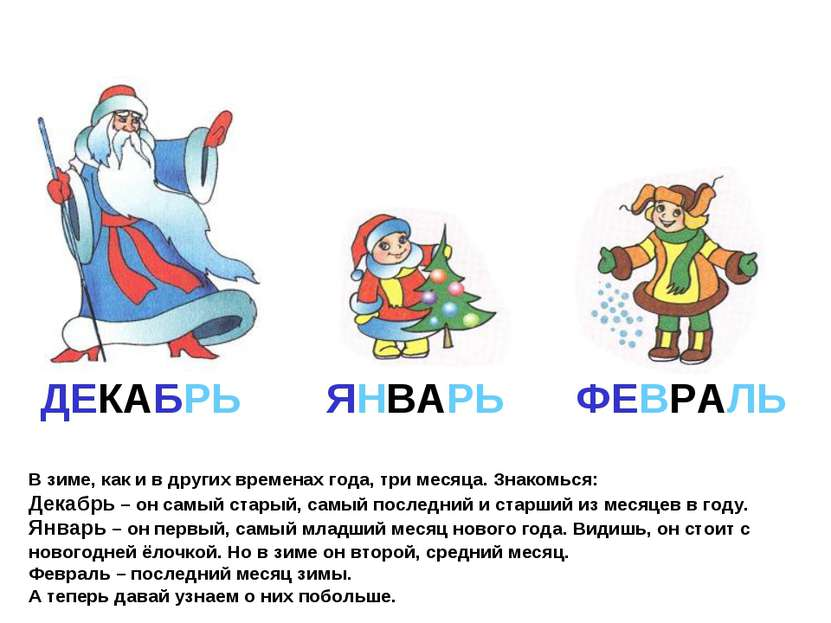 ДЕКАБРЬ ЯНВАРЬ ФЕВРАЛЬ
В зиме, как и в других временах года, три месяца. Знакомься:
Декабрь – он самый старый, самый последний и старший из месяцев в году.
Январь – он первый, самый младший месяц нового года. Видишь, он стоит с
новогодней ёлочкой. Но в зиме он второй, средний месяц.
Февраль – последний месяц зимы.
А теперь давай узнаем о них побольше.